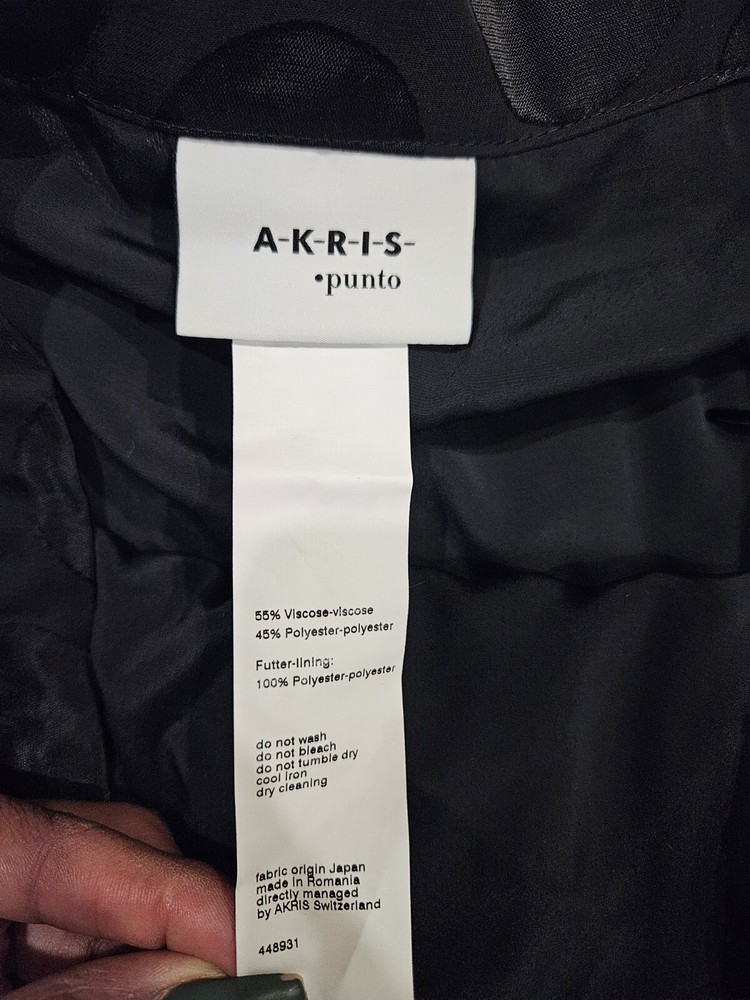 A-K-R-I-S-
•punto
55% Viscose-viscose
45% Polyester-polyester
Futter-lining:
100% Polyester-polyester
do not wash
do not bleach
do not tumble dry
cool iron
dry cleaning
fabric origin Japan
made in Romania
directly managed
by AKRIS Switzerland
448931